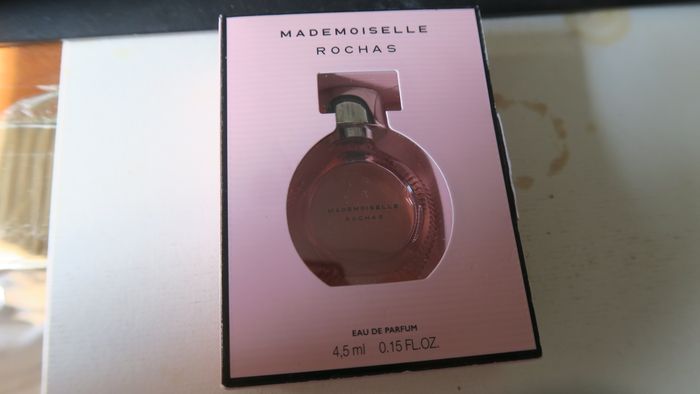 MADEMOISELLE
ROCHAS
MADEMOISELLE
ROCHAS
EAU DE PARFUM
4,5 ml 0.15 FL.OZ.